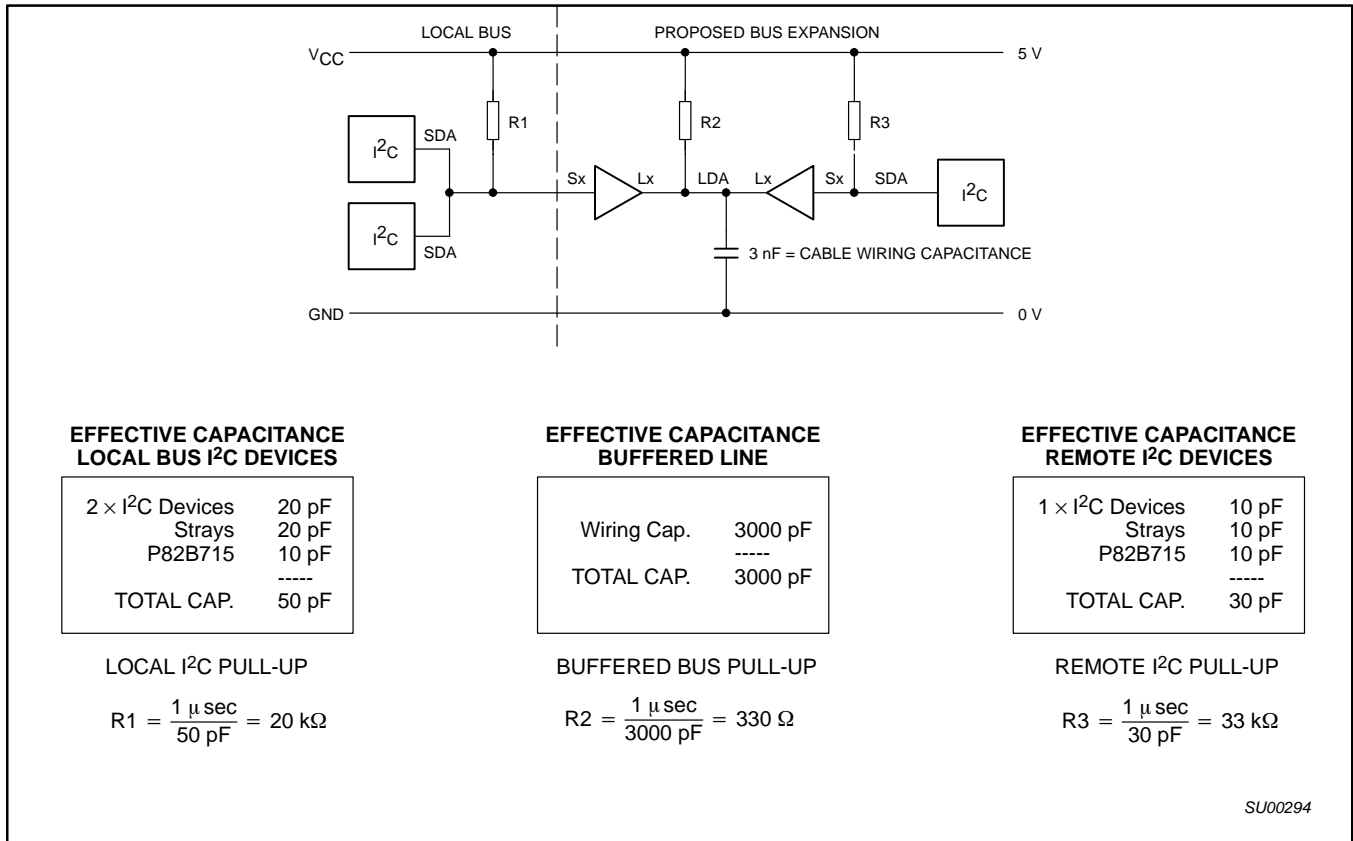 LOCAL BUS
PROPOSED BUS EXPANSION
VCC
5 V
R1
R2
R3
SDA
I2C
Sx
Lx
LDA
Lx
Sx
SDA
I2C
I2C
SDA
3 nF = CABLE WIRING CAPACITANCE
GND
0 V
EFFECTIVE CAPACITANCE
LOCAL BUS I2C DEVICES
2 × I2C Devices 20 pF
Strays 20 pF
P82B715 10 pF
-----
TOTAL CAP. 50 pF
LOCAL I2C PULL-UP
R1 = 1 μ sec / 50 pF = 20 kΩ
EFFECTIVE CAPACITANCE
BUFFERED LINE
Wiring Cap. 3000 pF
-----
TOTAL CAP. 3000 pF
BUFFERED BUS PULL-UP
R2 = 1 μ sec / 3000 pF = 330 Ω
EFFECTIVE CAPACITANCE
REMOTE I2C DEVICES
1 × I2C Devices 10 pF
Strays 10 pF
P82B715 10 pF
-----
TOTAL CAP. 30 pF
REMOTE I2C PULL-UP
R3 = 1 μ sec / 30 pF = 33 kΩ
SU00294